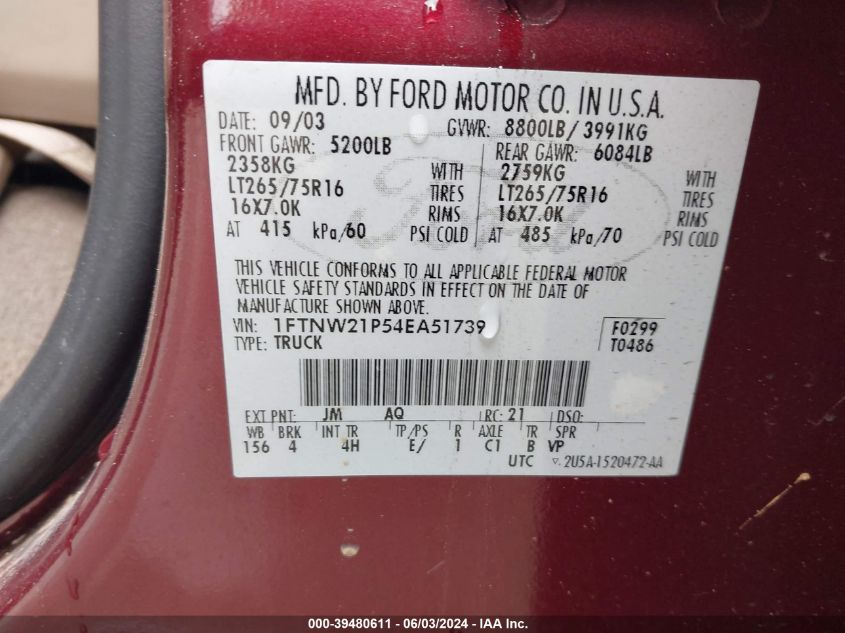 MFD. BY FORD MOTOR CO. IN U.S.A.
DATE: 09/03 GVWR: 8800LB/ 3991KG
FRONT GAWR: 5200LB REAR GAWR: 6084LB
2358KG WITH 2759KG WITH
LT265/75R16 TIRES LT265/75R16 TIRES
16X7.0K RIMS 16X7.0K RIMS
AT 415 kPa/60 PSI COLD AT 485 kPa/70 PSI COLD
THIS VEHICLE CONFORMS TO ALL APPLICABLE FEDERAL MOTOR
VEHICLE SAFETY STANDARDS IN EFFECT ON THE DATE OF
MANUFACTURE SHOWN ABOVE.
VIN: 1FTNW21P54EA51739 F0299
TYPE: TRUCK T0486
EXT PNT: JM AQ RC: 21 DSO:
WB BRK INT TR TP/PS R AXLE TR SPR
156 4 4H E/ 1 C1 B VP
UTC ▽ 2U5A-1520472-AA
000-39480611 - 06/03/2024 - IAA Inc.